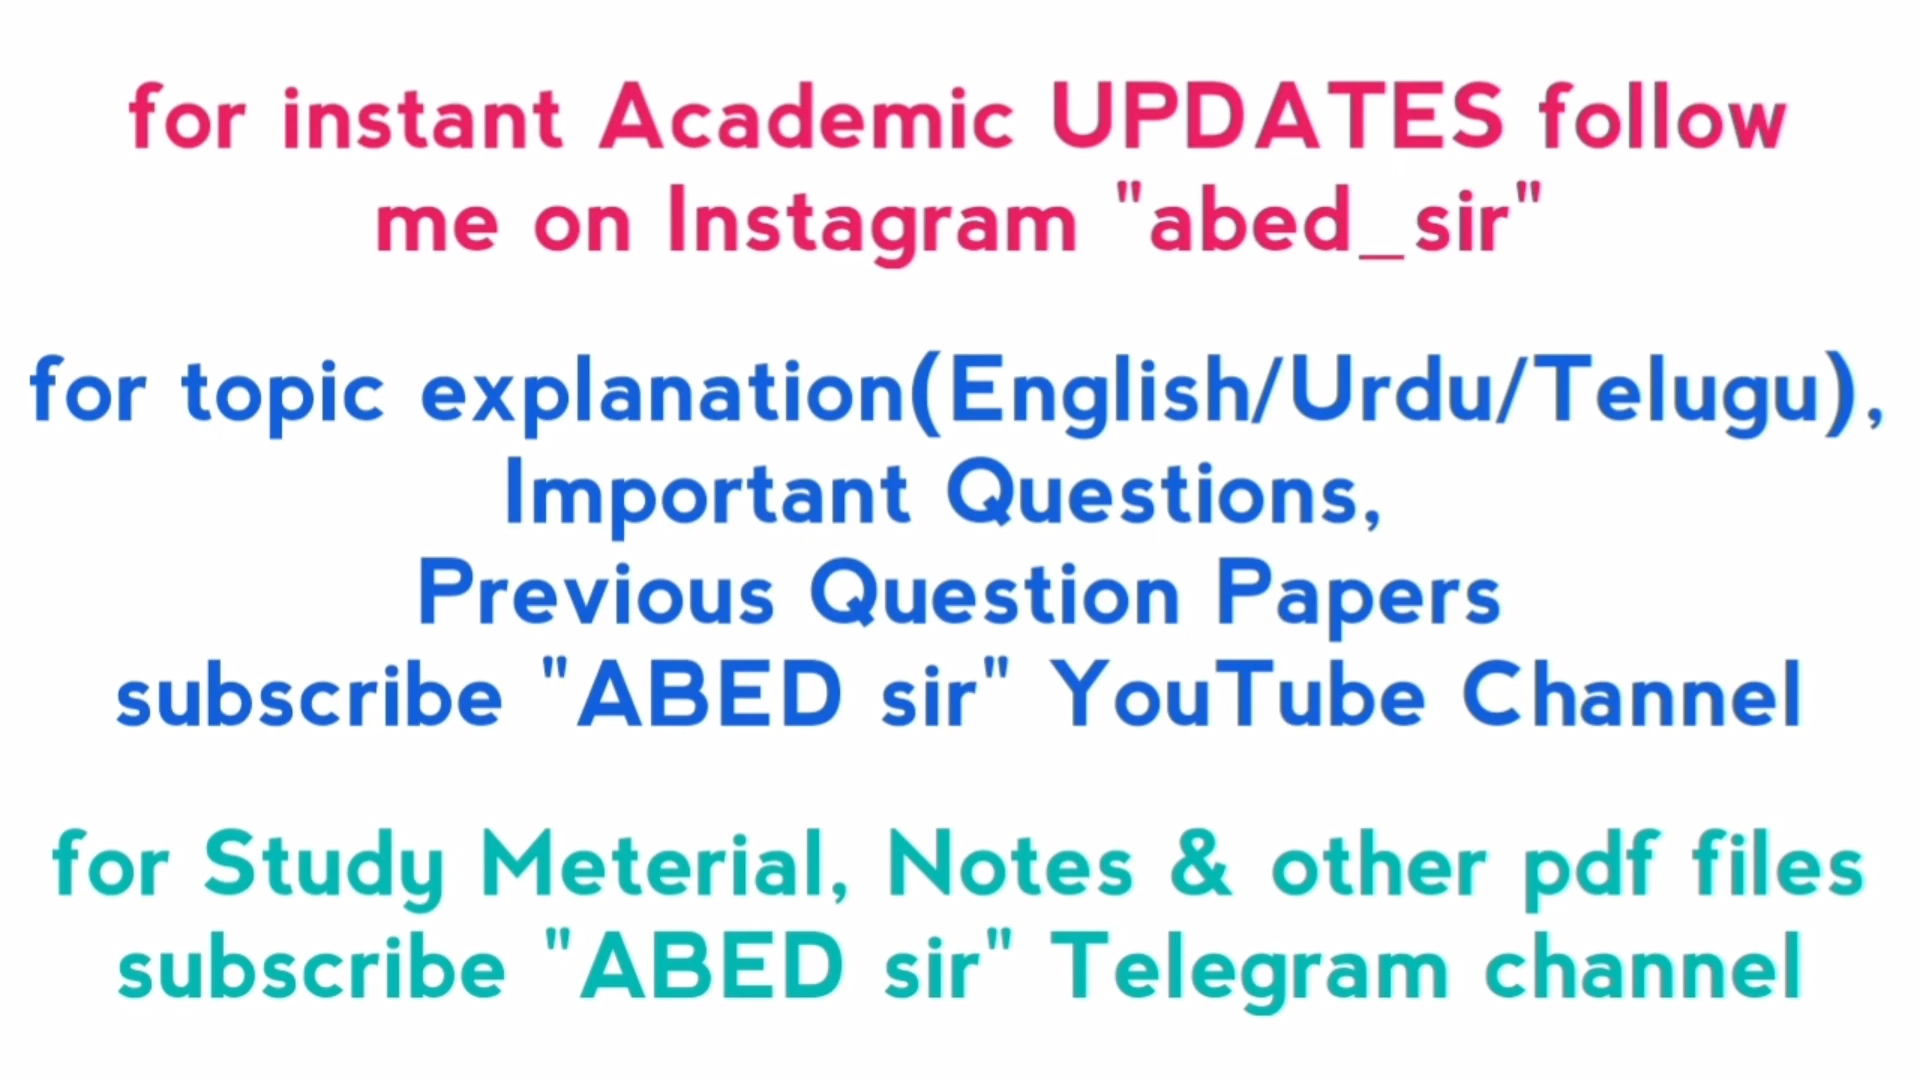 for instant Academic UPDATES follow
me on Instagram "abed_sir"
for topic explanation(English/Urdu/Telugu),
Important Questions,
Previous Question Papers
subscribe "ABED sir" YouTube Channel
for Study Meterial, Notes & other pdf files
subscribe "ABED sir" Telegram channel